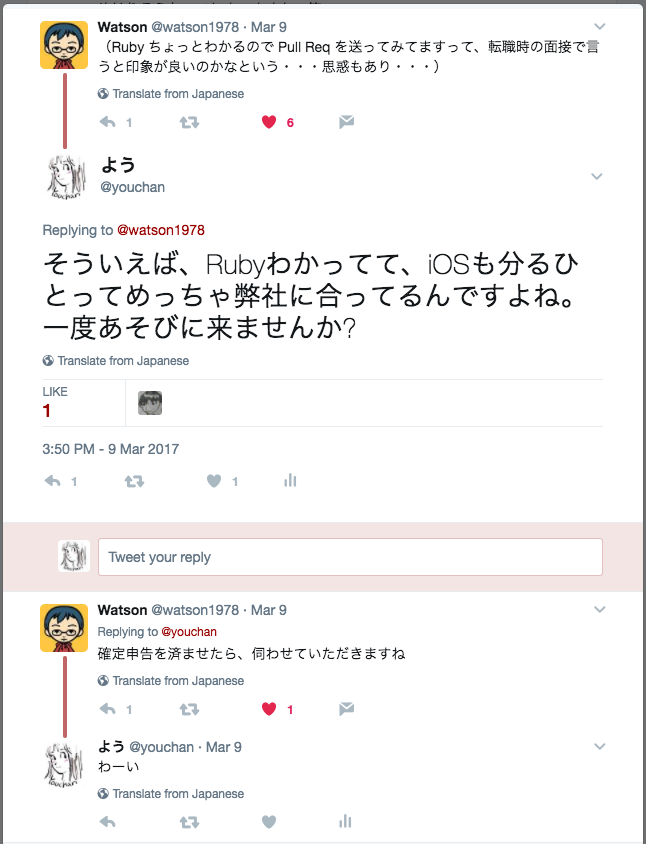 Watson @watson1978 · Mar 9
（Ruby ちょっとわかるので Pull Req を送ってみてますって、転職時の面接で言
うと印象が良いのかなという・・・思惑もあり・・・）
Translate from Japanese
1 6
よう
@youchan
Replying to @watson1978
そういえば、Rubyわかってて、iOSも分るひ
とってめっちゃ弊社に合ってるんですよね。
一度あそびに来ませんか?
Translate from Japanese
LIKE
1
3:50 PM - 9 Mar 2017
1 1
Tweet your reply
Watson @watson1978 · Mar 9
Replying to @youchan
確定申告を済ませたら、伺わせていただきますね
Translate from Japanese
1 1
よう @youchan · Mar 9
わーい
Translate from Japanese